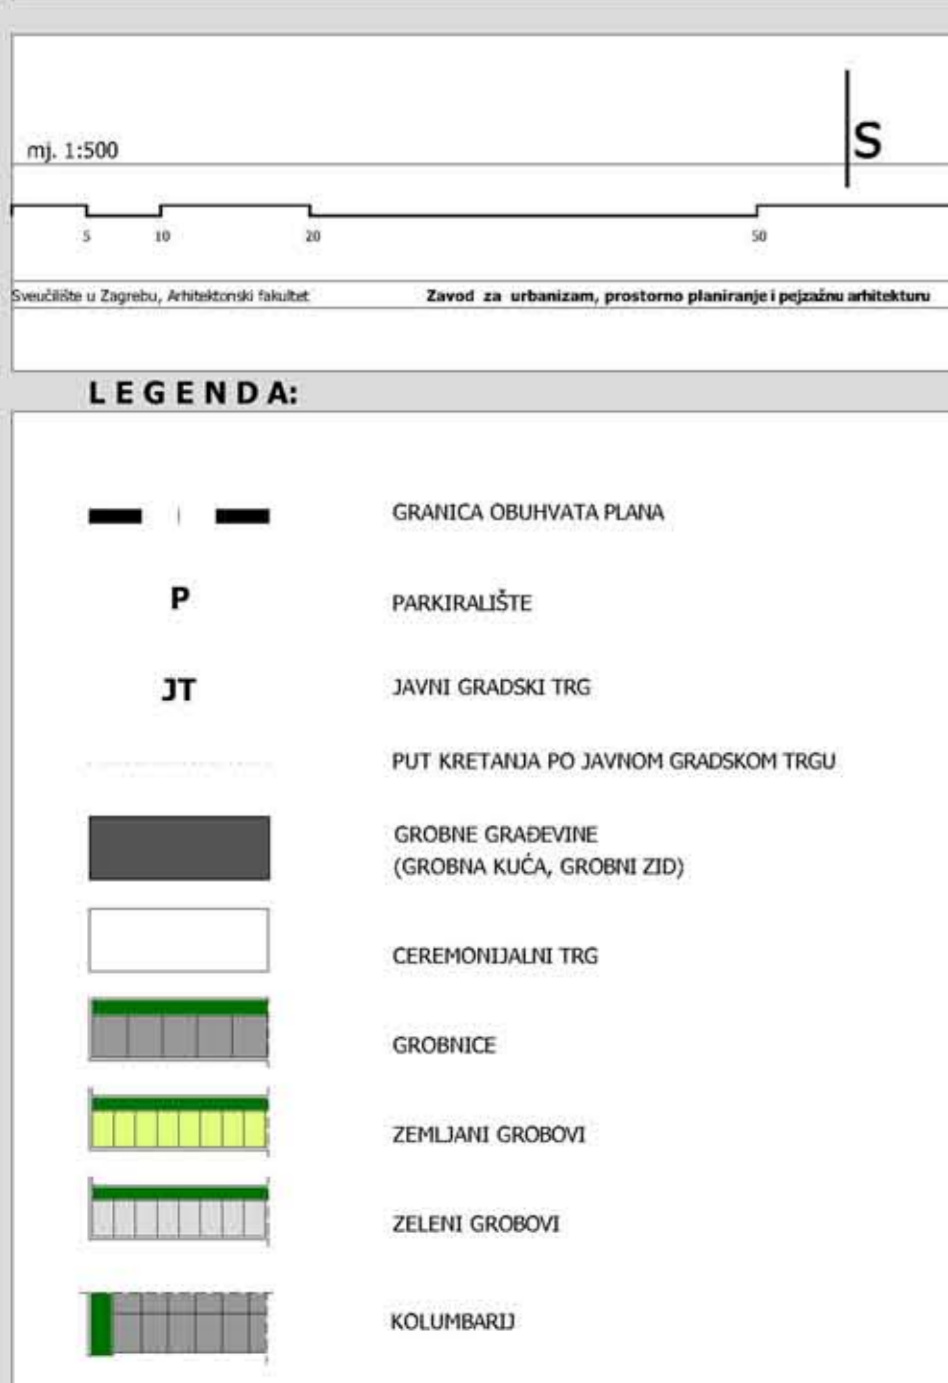 mj. 1:500
S
5 10 20 50
Sveučilište u Zagrebu, Arhitektonski fakultet Zavod za urbanizam, prostorno planiranje i pejzažnu arhitekturu
LEGENDA:
GRANICA OBUHVATA PLANA
P PARKIRALIŠTE
JT JAVNI GRADSKI TRG
PUT KRETANJA PO JAVNOM GRADSKOM TRGU
GROBNE GRAĐEVINE
(GROBNA KUĆA, GROBNI ZID)
CEREMONIJALNI TRG
GROBNICE
ZEMLJANI GROBOVI
ZELENI GROBOVI
KOLUMBARIJ